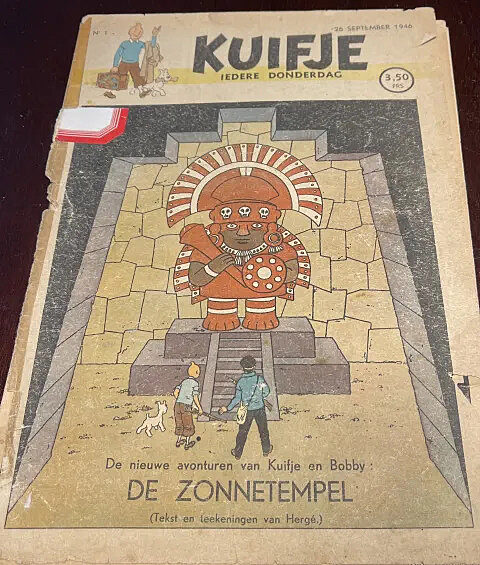 N° 1
26 SEPTEMBER 1946
KUIFJE
IEDERE DONDERDAG
3,50
FRS
De nieuwe avonturen van Kuifje en Bobby :
DE ZONNETEMPEL
(Tekst en teekeningen van Hergé.)